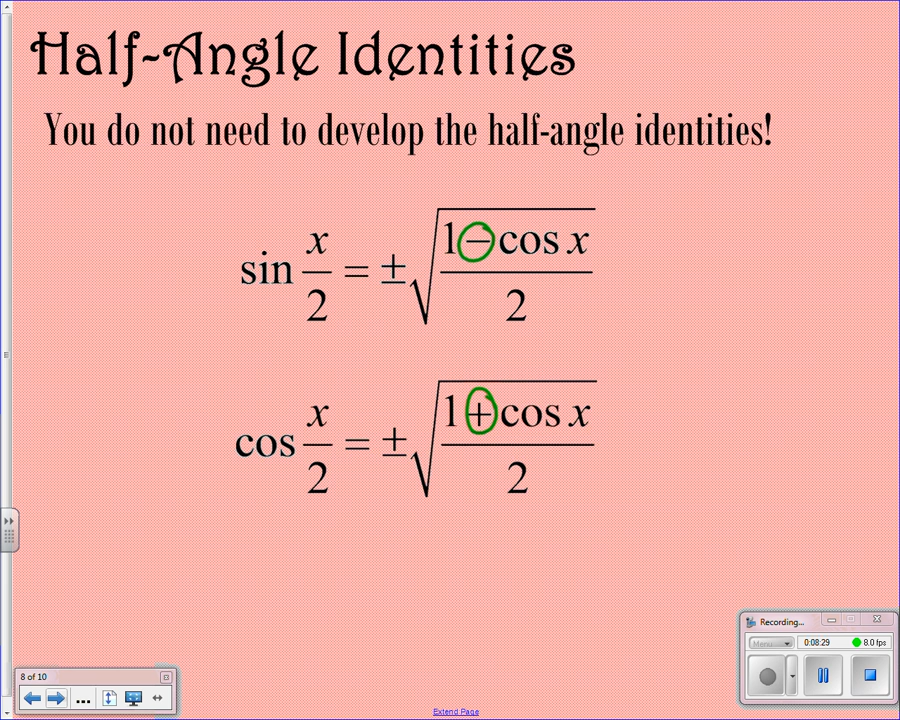 Half-Angle Identities
You do not need to develop the half-angle identities!
sin x/2 = ±√((1 − cos x)/2)
cos x/2 = ±√((1 + cos x)/2)
Recording...
Menu 0:08:29 8.0 fps
8 of 10
Extend Page